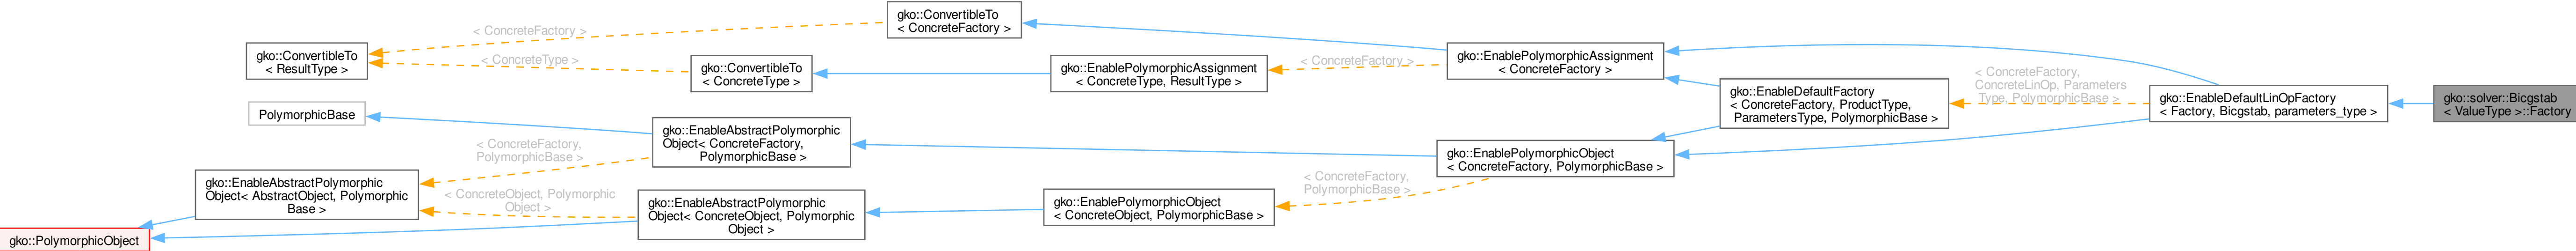 gko::ConvertibleTo
< ConcreteFactory >
< ConcreteFactory >
gko::ConvertibleTo
< ResultType >
< ConcreteType >
gko::ConvertibleTo
< ConcreteType >
gko::EnablePolymorphicAssignment
< ConcreteType, ResultType >
< ConcreteFactory >
gko::EnablePolymorphicAssignment
< ConcreteFactory >
PolymorphicBase
gko::EnableDefaultFactory
< ConcreteFactory, ProductType,
ParametersType, PolymorphicBase >
< ConcreteFactory,
ConcreteLinOp, Parameters
Type, PolymorphicBase >
gko::EnableDefaultLinOpFactory
< Factory, Bicgstab, parameters_type >
gko::solver::Bicgstab
< ValueType >::Factory
gko::EnableAbstractPolymorphic
Object< ConcreteFactory,
PolymorphicBase >
< ConcreteFactory,
PolymorphicBase >
gko::EnablePolymorphicObject
< ConcreteFactory, PolymorphicBase >
gko::EnableAbstractPolymorphic
Object< AbstractObject, Polymorphic
Base >
< ConcreteObject, Polymorphic
Object >
gko::EnableAbstractPolymorphic
Object< ConcreteObject, Polymorphic
Object >
gko::EnablePolymorphicObject
< ConcreteObject, PolymorphicBase >
< ConcreteFactory,
PolymorphicBase >
gko::PolymorphicObject